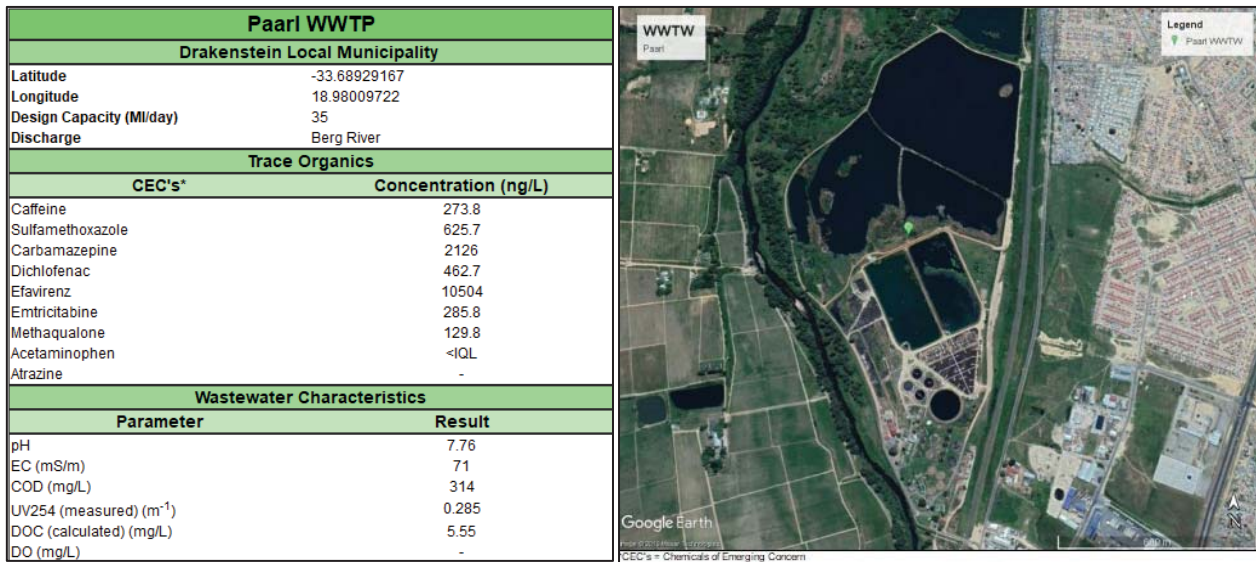 Paarl WWTP
Drakenstein Local Municipality
Latitude -33.68929167
Longitude 18.98009722
Design Capacity (Ml/day) 35
Discharge Berg River
Trace Organics
CEC's* Concentration (ng/L)
Caffeine 273.8
Sulfamethoxazole 625.7
Carbamazepine 2126
Dichlofenac 462.7
Efavirenz 10504
Emtricitabine 285.8
Methaqualone 129.8
Acetaminophen <IQL
Atrazine -
Wastewater Characteristics
Parameter Result
pH 7.76
EC (mS/m) 71
COD (mg/L) 314
UV254 (measured) (m⁻¹) 0.285
DOC (calculated) (mg/L) 5.55
DO (mg/L) -
WWTW
Paarl
Legend
Paarl WWTW
N
Google Earth
*CEC's = Chemicals of Emerging Concern